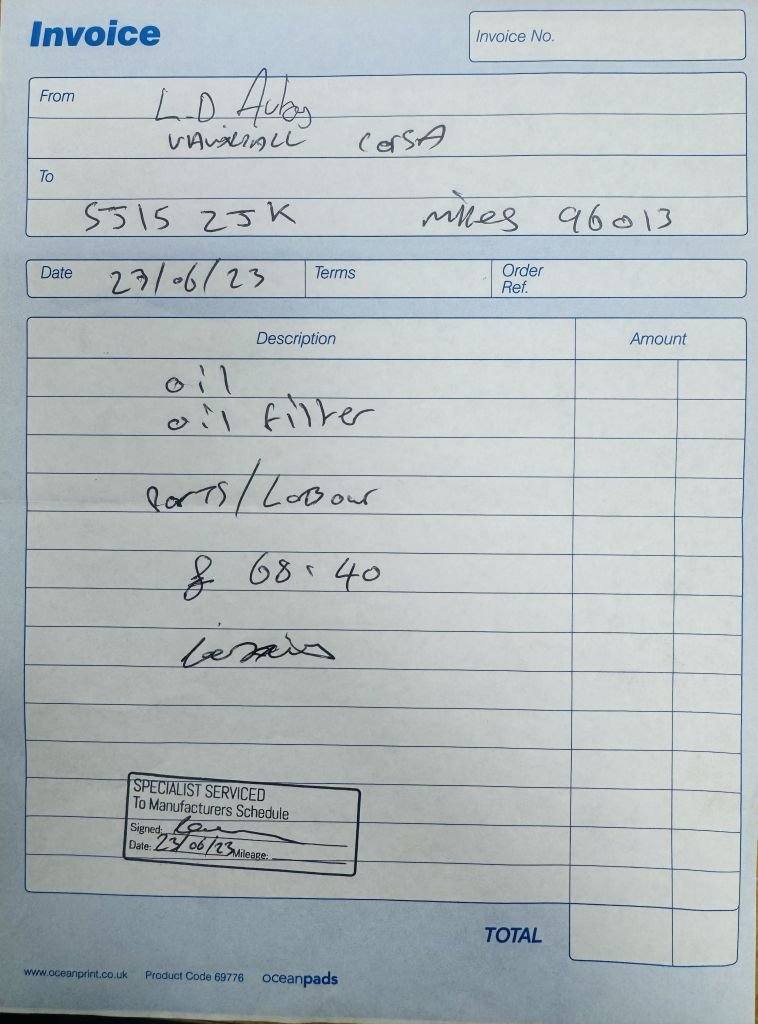 Invoice
Invoice No.
From
L.D Autos
VAUXHALL CorSA
To
SJ15 2JK miles 96013
Date 23/06/23 Terms Order Ref.
Description Amount
oil
oil filter
Parts/Labour
£ 68.40
SPECIALIST SERVICED
To Manufacturers Schedule
Signed:
Date: 23/06/23 Mileage:
TOTAL
www.oceanprint.co.uk Product Code 69776 oceanpads